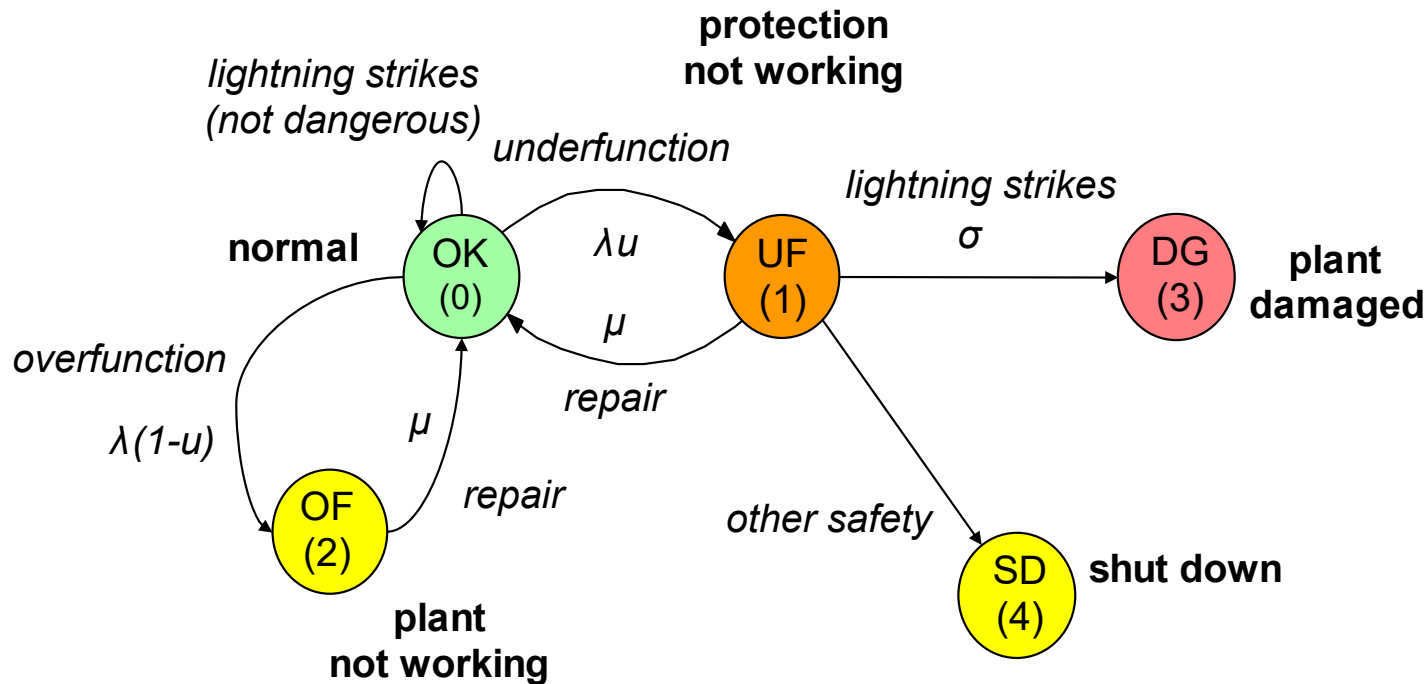 protection
not working
lightning strikes
(not dangerous)
underfunction
lightning strikes
σ
normal
OK
(0)
λu
UF
(1)
DG
(3)
plant
damaged
μ
overfunction
repair
λ(1-u)
μ
repair
OF
(2)
other safety
SD
(4)
shut down
plant
not working